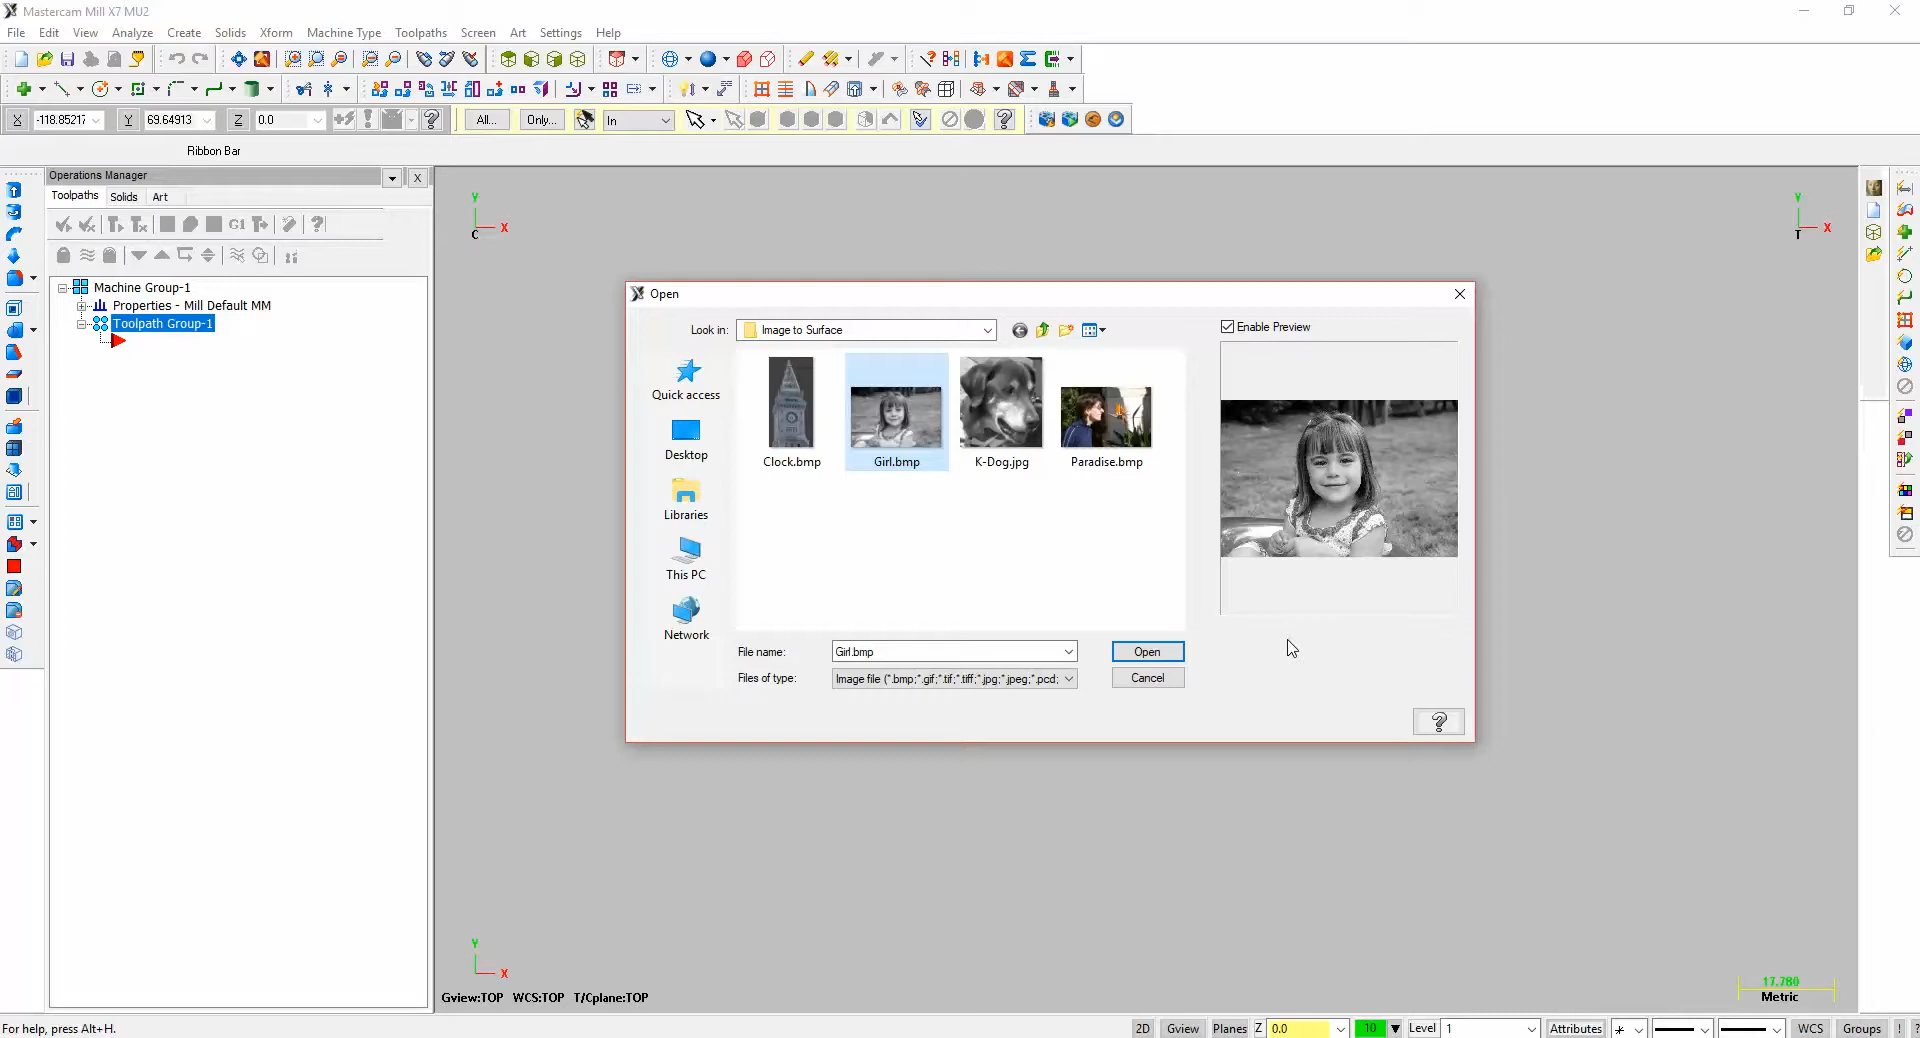 Mastercam Mill X7 MU2
File Edit View Analyze Create Solids Xform Machine Type Toolpaths Screen Art Settings Help
X -118.85217 Y 69.64913 Z 0.0 All... Only... In
Ribbon Bar
Operations Manager
Toolpaths Solids Art
G1
Machine Group-1
Properties - Mill Default MM
Toolpath Group-1
Y
X
C
Y
X
T
Open
Look in: Image to Surface
Enable Preview
Quick access
Desktop
Libraries
This PC
Network
Clock.bmp Girl.bmp K-Dog.jpg Paradise.bmp
File name: Girl.bmp Open
Files of type: Image file (*.bmp;*.gif;*.tif;*.tiff;*.jpg;*.jpeg;*.pcd; Cancel
Y
X
Gview:TOP WCS:TOP T/Cplane:TOP
17.780
Metric
For help, press Alt+H.
2D Gview Planes Z 0.0 10 Level 1 Attributes WCS Groups ! ?